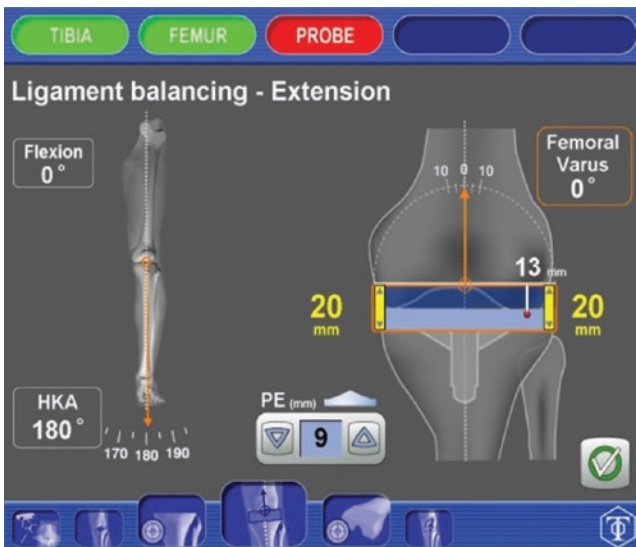 TIBIA
FEMUR
PROBE
Ligament balancing - Extension
Flexion
0°
Femoral
Varus
0°
10 0 10
13 mm
20
mm
20
mm
HKA
180°
170 180 190
PE (mm)
9